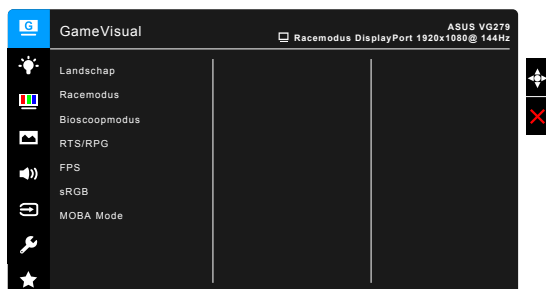 G
GameVisual
ASUS VG279
Racemodus DisplayPort 1920x1080@ 144Hz
Landschap
Racemodus
Bioscoopmodus
RTS/RPG
FPS
sRGB
MOBA Mode